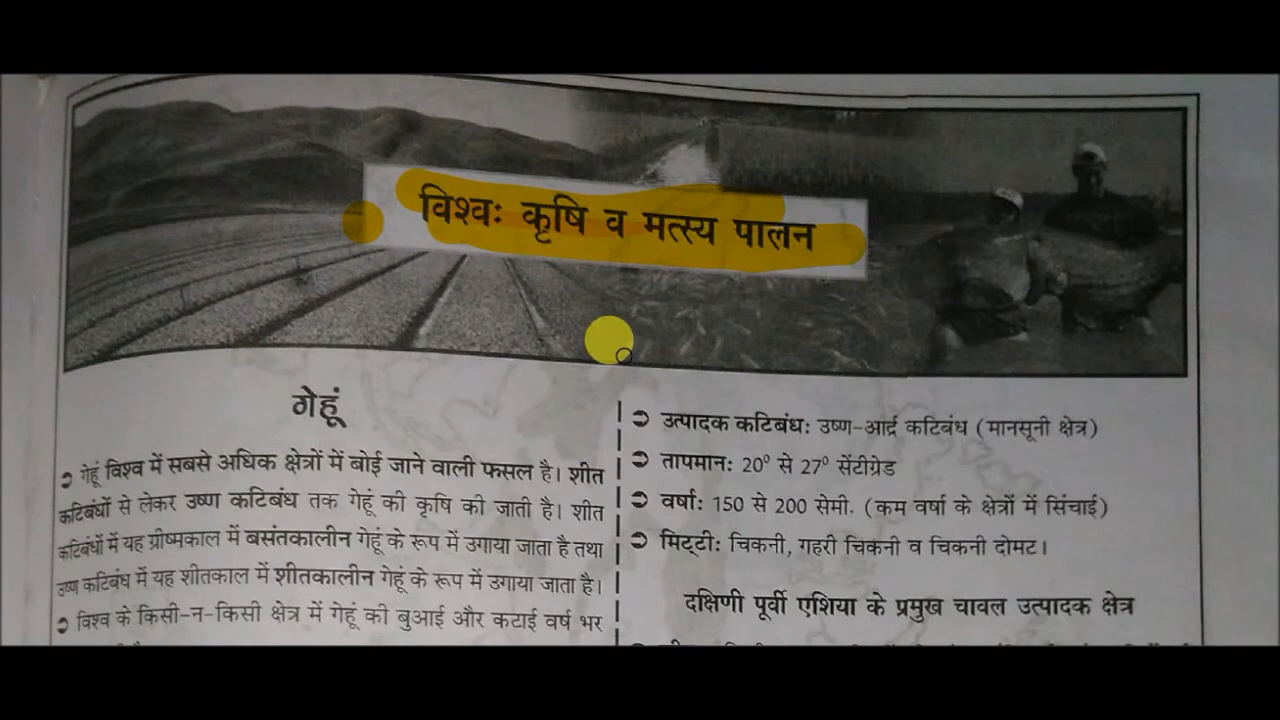 विश्वः कृषि व मत्स्य पालन
गेहूं
➲ गेहूं विश्व में सबसे अधिक क्षेत्रों में बोई जाने वाली फसल है। शीत
कटिबंधों से लेकर उष्ण कटिबंध तक गेहूं की कृषि की जाती है। शीत
कटिबंधों में यह ग्रीष्मकाल में बसंतकालीन गेहूं के रूप में उगाया जाता है तथा
उष्ण कटिबंध में यह शीतकाल में शीतकालीन गेहूं के रूप में उगाया जाता है।
➲ विश्व के किसी-न-किसी क्षेत्र में गेहूं की बुआई और कटाई वर्ष भर
➲ उत्पादक कटिबंधः उष्ण-आर्द्र कटिबंध (मानसूनी क्षेत्र)
➲ तापमानः 20⁰ से 27⁰ सेंटीग्रेड
➲ वर्षाः 150 से 200 सेमी. (कम वर्षा के क्षेत्रों में सिंचाई)
➲ मिट्टीः चिकनी, गहरी चिकनी व चिकनी दोमट।
दक्षिणी पूर्वी एशिया के प्रमुख चावल उत्पादक क्षेत्र